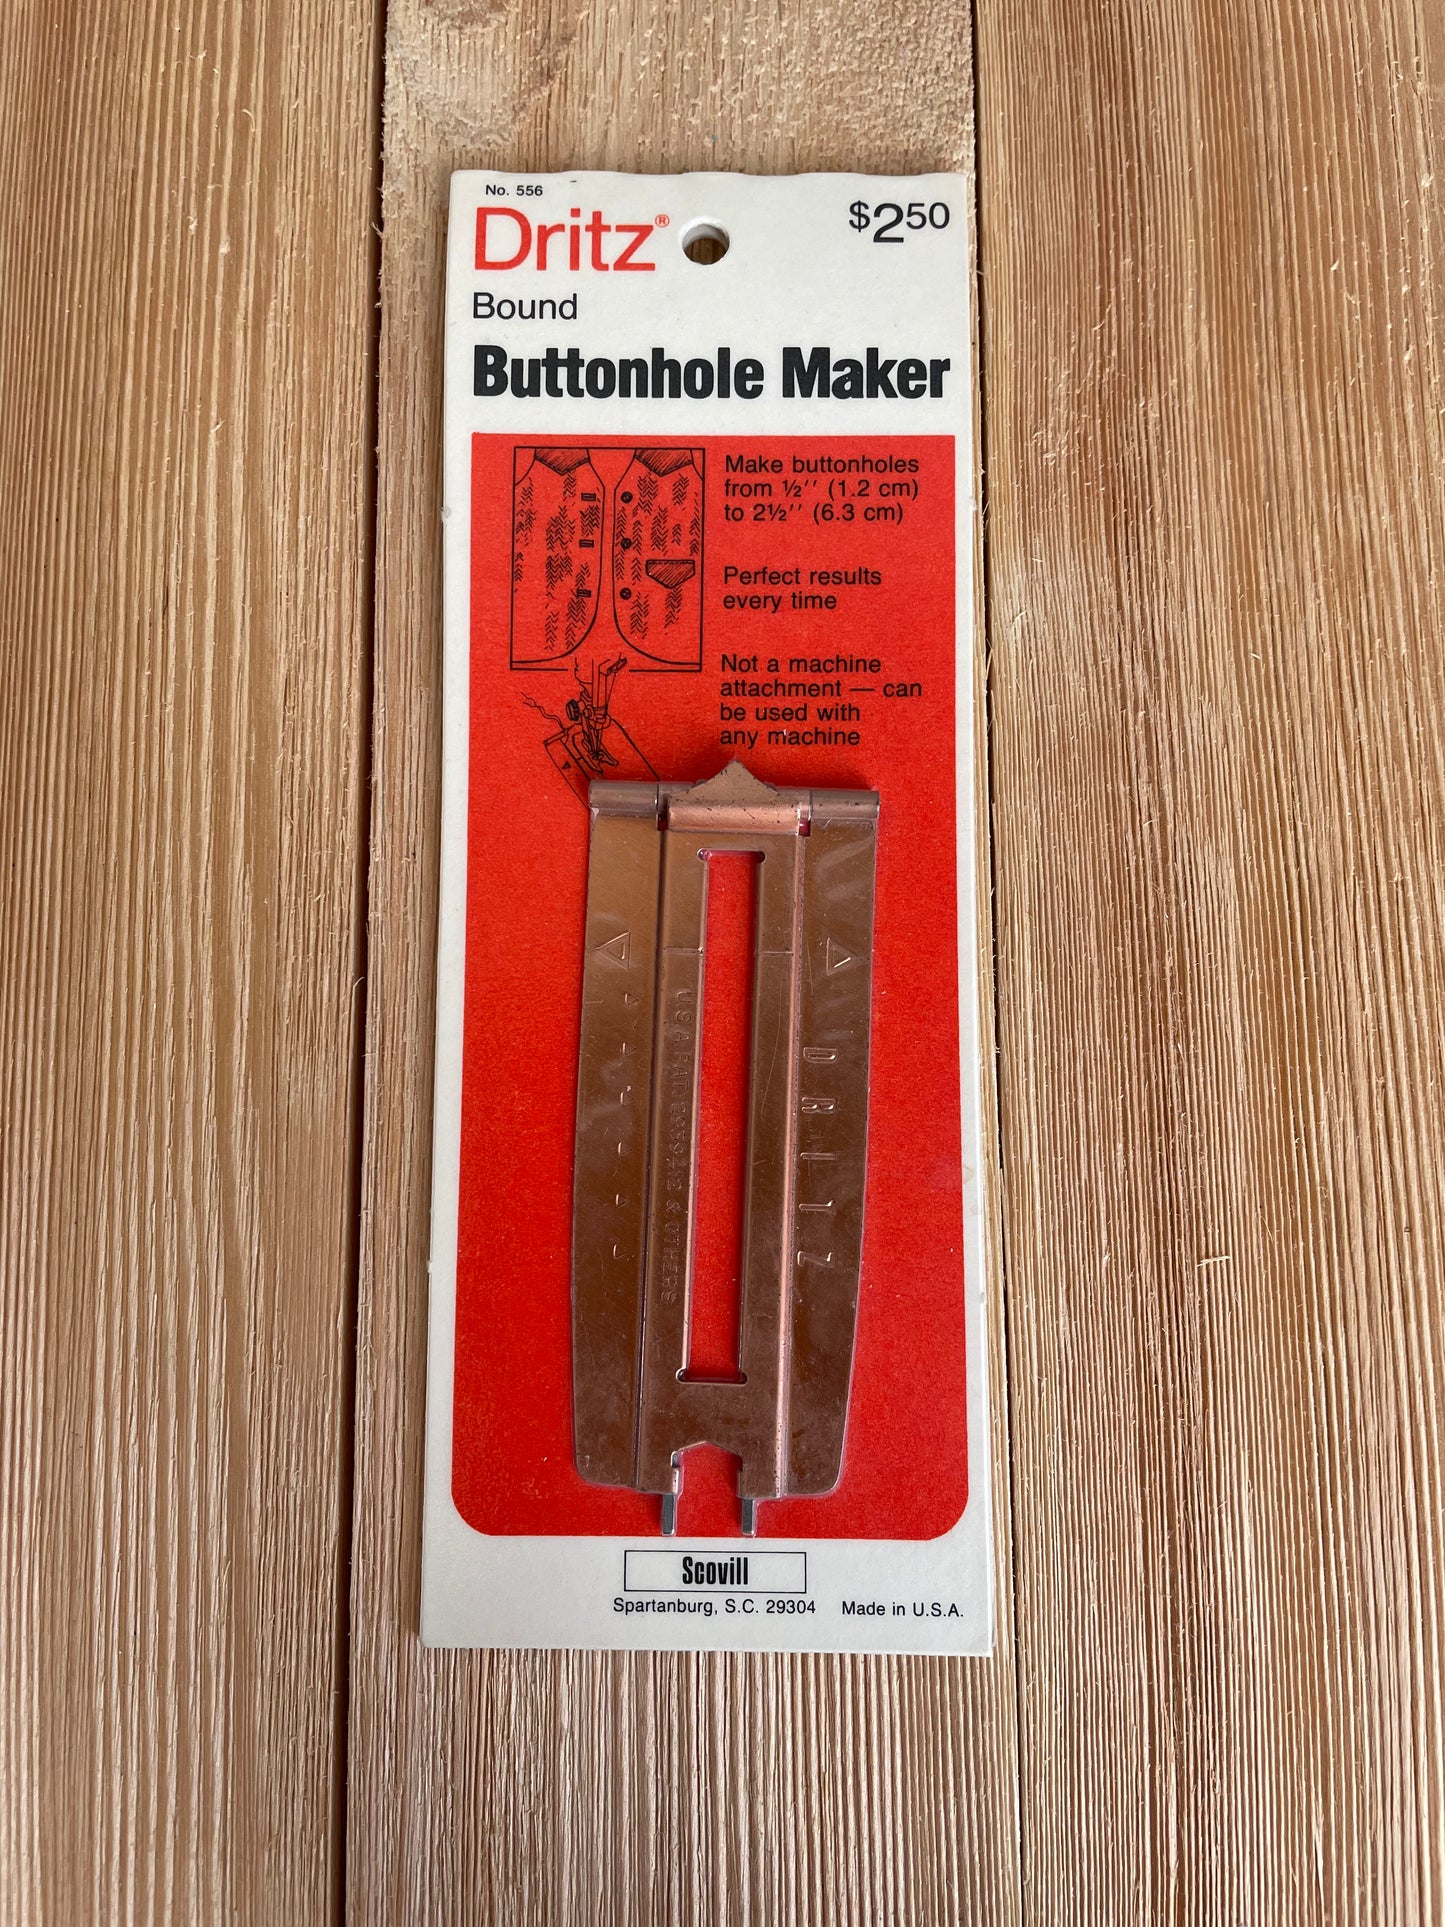 No. 556
Dritz®
$2⁵⁰
Bound
Buttonhole Maker
Make buttonholes
from ½'' (1.2 cm)
to 2½'' (6.3 cm)
Perfect results
every time
Not a machine
attachment — can
be used with
any machine
DRITZ
& OTHERS
Scovill
Spartanburg, S.C. 29304
Made in U.S.A.